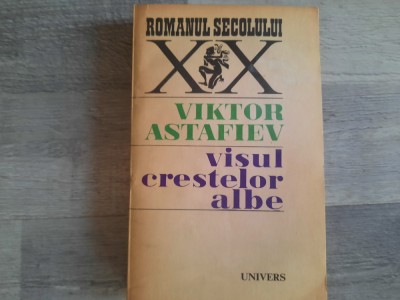 ROMANUL SECOLULUI
XX
VIKTOR
ASTAFIEV
visul
crestelor
albe
UNIVERS